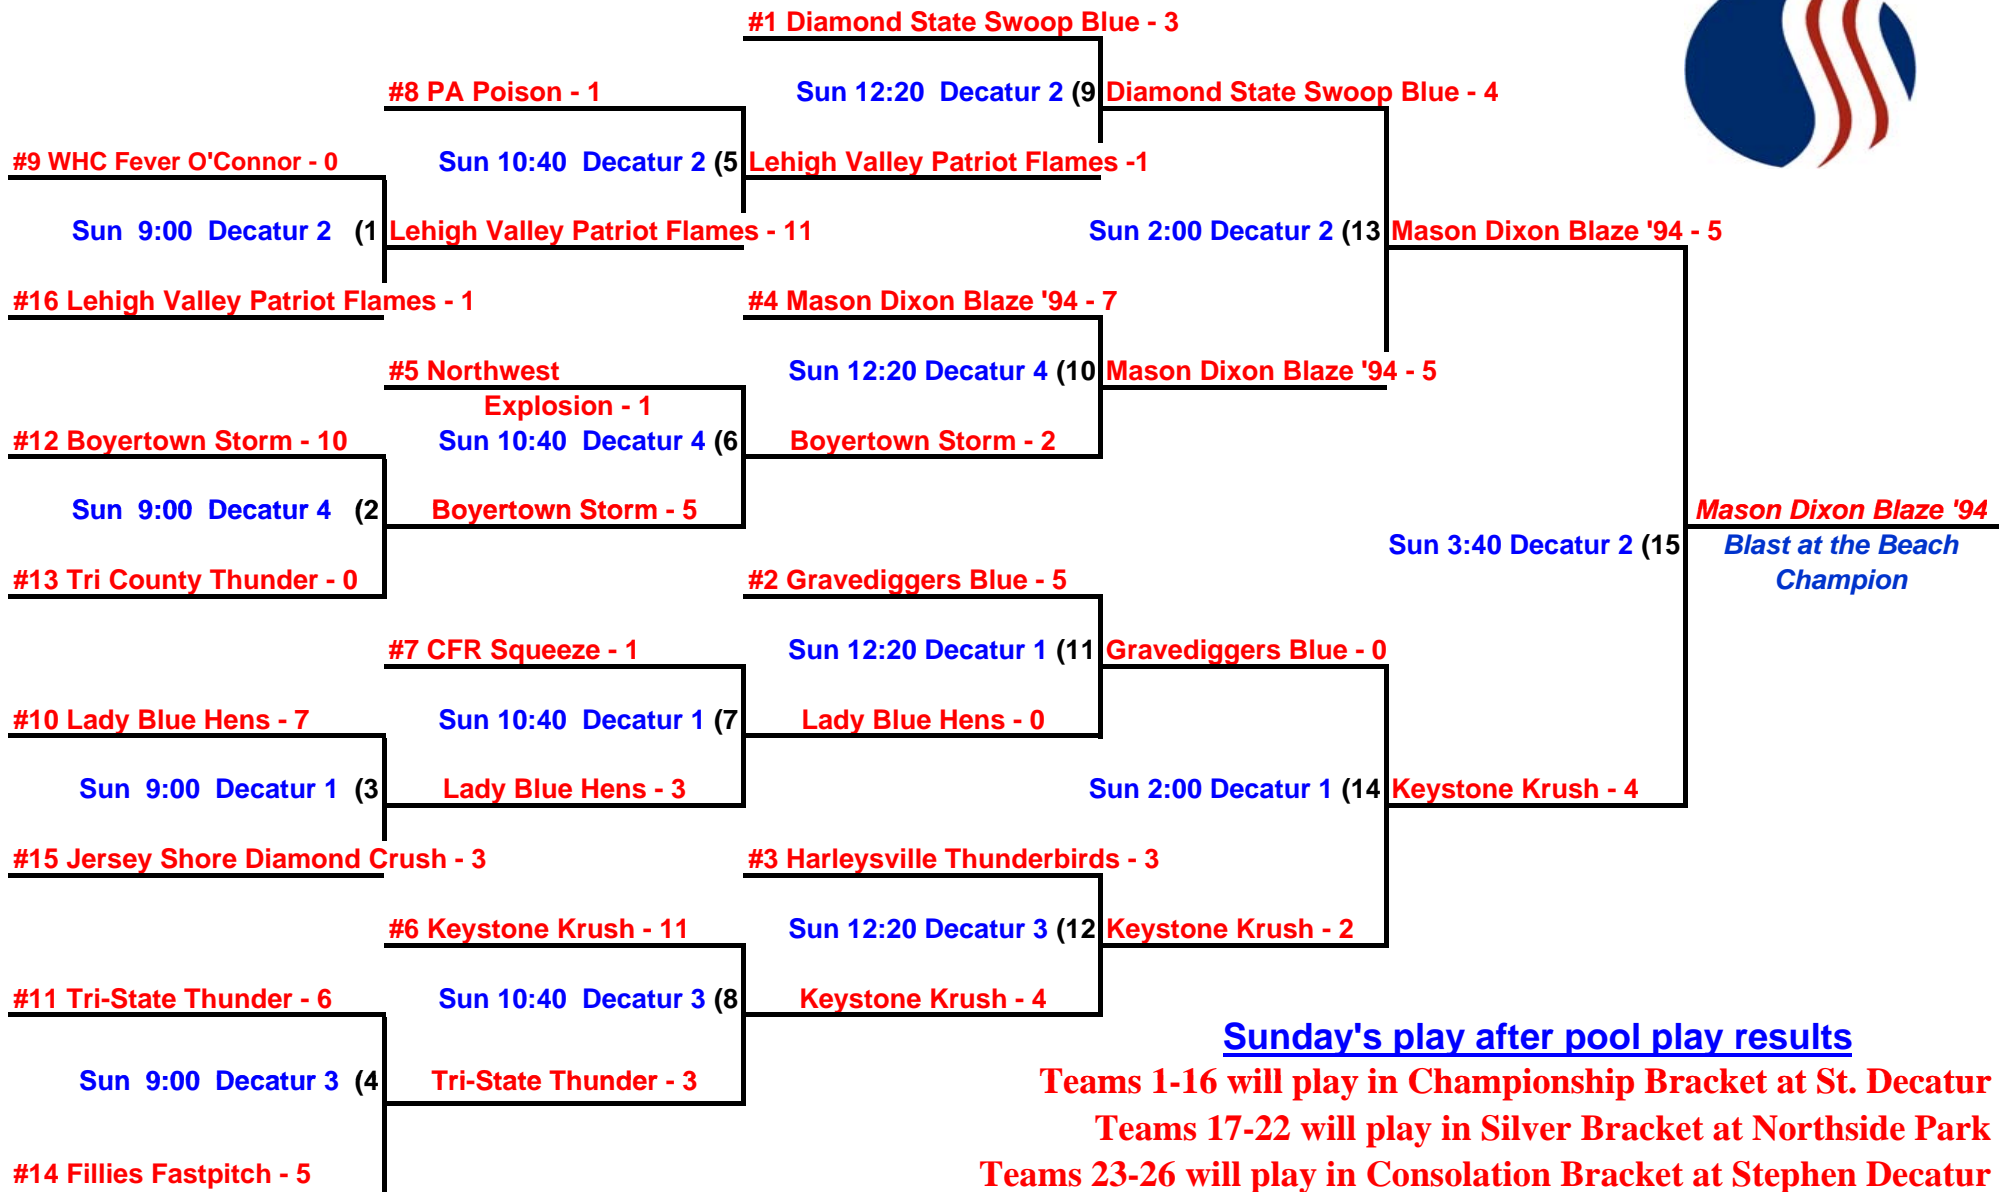 #1 Diamond State Swoop Blue - 3
#8 PA Poison - 1
Sun 12:20 Decatur 2 (9
Diamond State Swoop Blue - 4
#9 WHC Fever O'Connor - 0
Sun 10:40 Decatur 2 (5
Lehigh Valley Patriot Flames -1
Sun 9:00 Decatur 2 (1
Lehigh Valley Patriot Flames - 11
Sun 2:00 Decatur 2 (13
Mason Dixon Blaze '94 - 5
#16 Lehigh Valley Patriot Flames - 1
#4 Mason Dixon Blaze '94 - 7
#5 Northwest
Explosion - 1
Sun 12:20 Decatur 4 (10
Mason Dixon Blaze '94 - 5
#12 Boyertown Storm - 10
Sun 10:40 Decatur 4 (6
Boyertown Storm - 2
Sun 9:00 Decatur 4 (2
Boyertown Storm - 5
Mason Dixon Blaze '94
Sun 3:40 Decatur 2 (15
Blast at the Beach
Champion
#13 Tri County Thunder - 0
#2 Gravediggers Blue - 5
#7 CFR Squeeze - 1
Sun 12:20 Decatur 1 (11
Gravediggers Blue - 0
#10 Lady Blue Hens - 7
Sun 10:40 Decatur 1 (7
Lady Blue Hens - 0
Sun 9:00 Decatur 1 (3
Lady Blue Hens - 3
Sun 2:00 Decatur 1 (14
Keystone Krush - 4
#15 Jersey Shore Diamond Crush - 3
#3 Harleysville Thunderbirds - 3
#6 Keystone Krush - 11
Sun 12:20 Decatur 3 (12
Keystone Krush - 2
#11 Tri-State Thunder - 6
Sun 10:40 Decatur 3 (8
Keystone Krush - 4
Sun 9:00 Decatur 3 (4
Tri-State Thunder - 3
#14 Fillies Fastpitch - 5
Sunday's play after pool play results
Teams 1-16 will play in Championship Bracket at St. Decatur
Teams 17-22 will play in Silver Bracket at Northside Park
Teams 23-26 will play in Consolation Bracket at Stephen Decatur